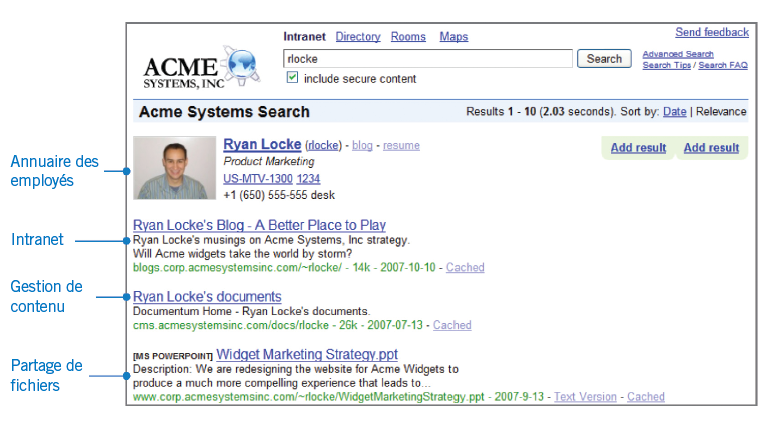 Send feedback
Intranet Directory Rooms Maps
ACME
SYSTEMS, INC
rlocke
Search
Advanced Search
Search Tips / Search FAQ
include secure content
Acme Systems Search
Results 1 - 10 (2.03 seconds). Sort by: Date | Relevance
Annuaire des
employés
Ryan Locke (rlocke) - blog - resume
Product Marketing
US-MTV-1300 1234
+1 (650) 555-555 desk
Add result
Add result
Intranet
Ryan Locke's Blog - A Better Place to Play
Ryan Locke's musings on Acme Systems, Inc strategy.
Will Acme widgets take the world by storm?
blogs.corp.acmesystemsinc.com/~rlocke/ - 14k - 2007-10-10 - Cached
Gestion de
contenu
Ryan Locke's documents
Documentum Home - Ryan Locke's documents.
cms.acmesystemsinc.com/docs/rlocke - 26k - 2007-07-13 - Cached
Partage de
fichiers
[MS POWERPOINT] Widget Marketing Strategy.ppt
Description: We are redesigning the website for Acme Widgets to
produce a much more compelling experience that leads to...
www.corp.acmesystemsinc.com/~rlocke/WidgetMarketingStrategy.ppt - 2007-9-13 - Text Version - Cached